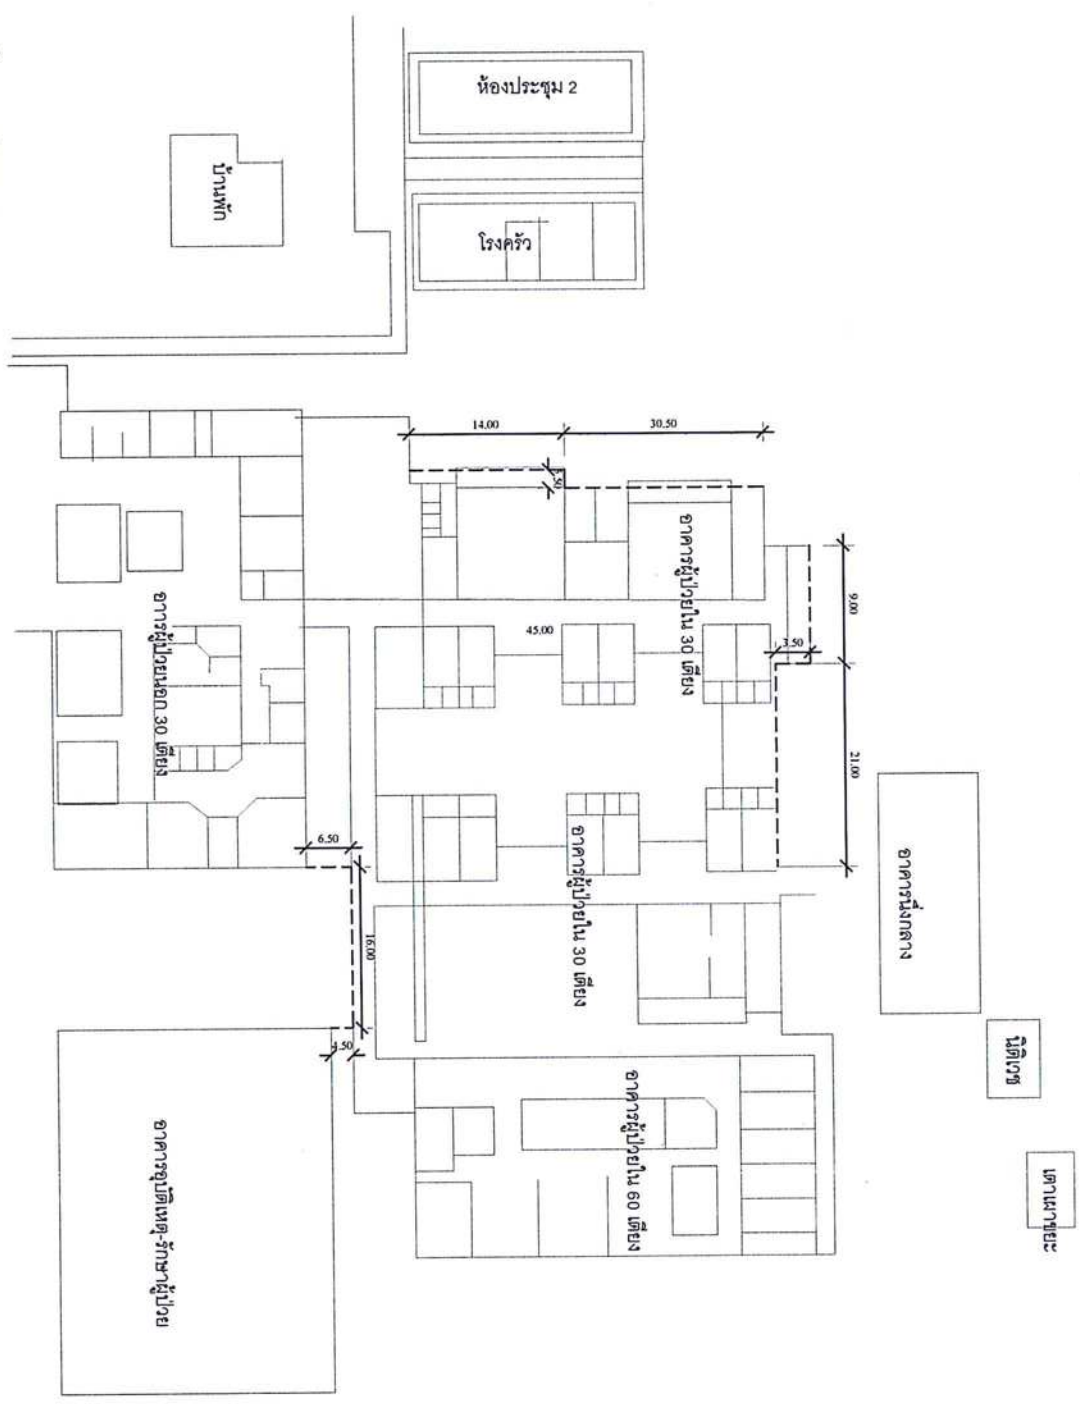 ห้องประชุม 2
บ้านพัก
โรงครัว
14.00
30.50
อาคารผู้ป่วยใน 30 เตียง
9.00
3.50
45.00
21.00
อาการผู้ป่วยนอก 30 เตียง
6.50
อาคารผู้ป่วยใน 30 เตียง
อาคารนึ่งกลาง
16.00
นิติเวช
4.50
อาคารผู้ป่วยใน 60 เตียง
อาคารอุบัติเหตุ-รักษาผู้ป่วย
เตาเผาขยะ